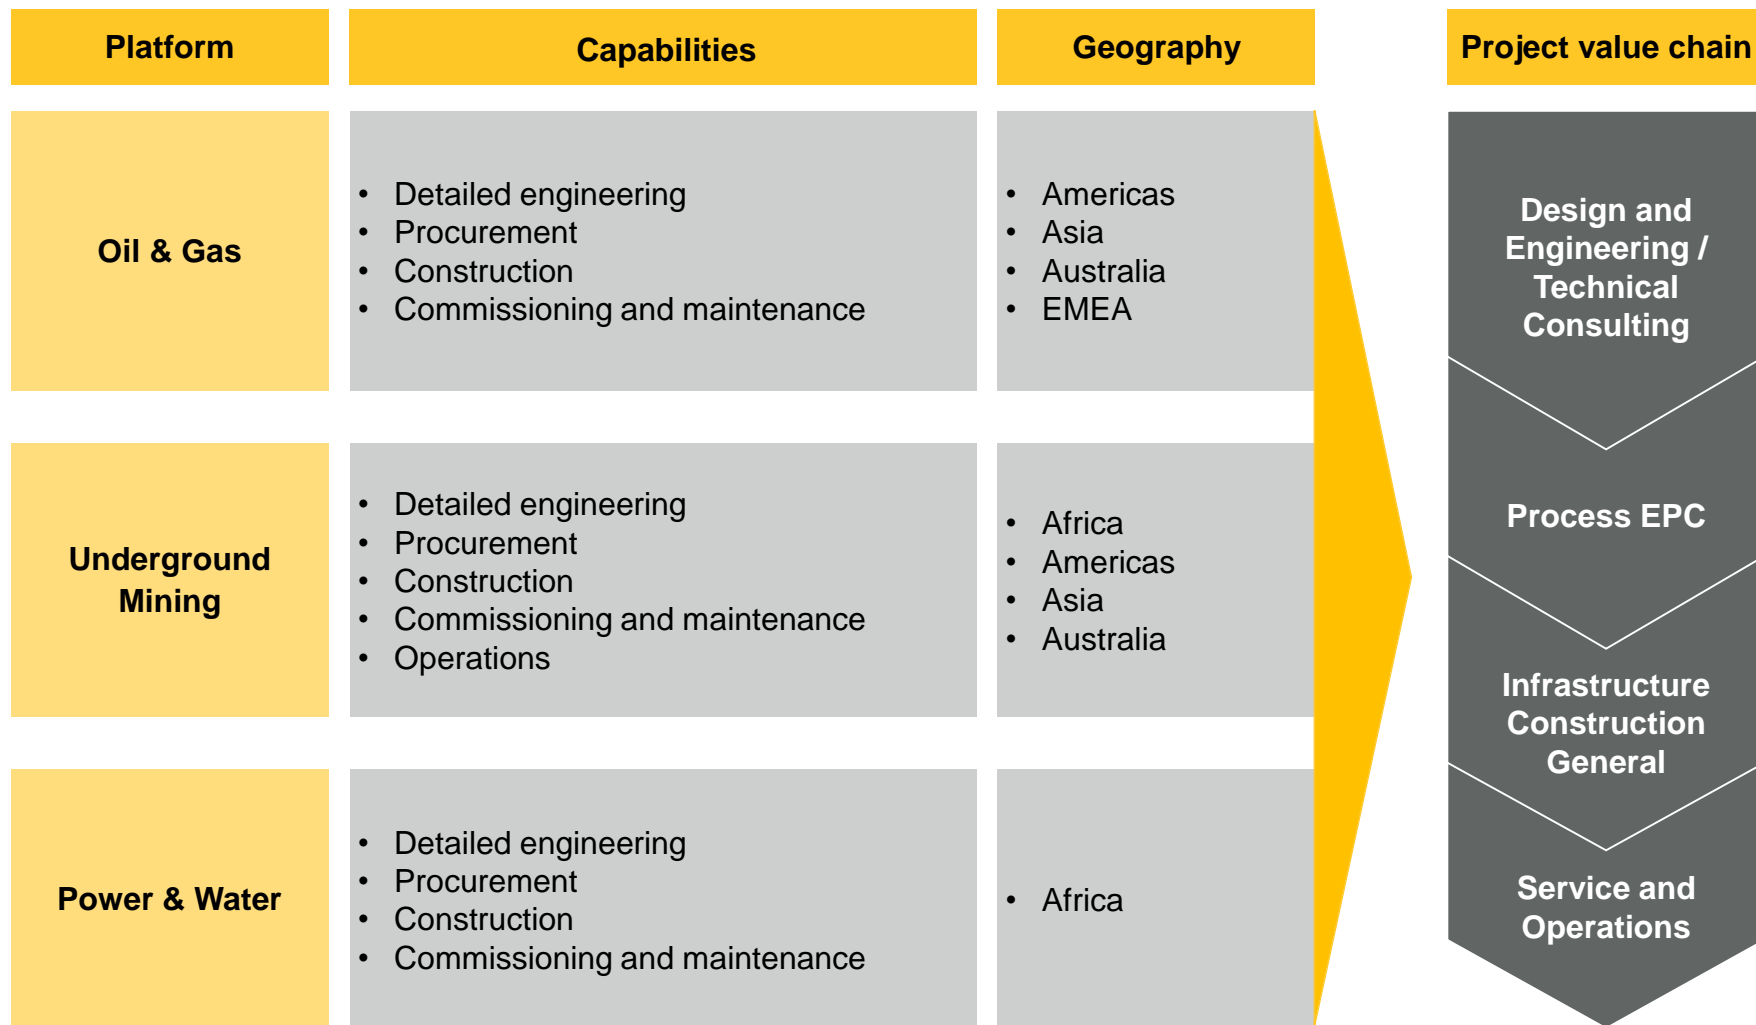 Platform
Capabilities
Geography
Project value chain
Oil & Gas
• Detailed engineering
• Procurement
• Construction
• Commissioning and maintenance
• Americas
• Asia
• Australia
• EMEA
Underground
Mining
• Detailed engineering
• Procurement
• Construction
• Commissioning and maintenance
• Operations
• Africa
• Americas
• Asia
• Australia
Power & Water
• Detailed engineering
• Procurement
• Construction
• Commissioning and maintenance
• Africa
Design and
Engineering /
Technical
Consulting
Process EPC
Infrastructure
Construction
General
Service and
Operations